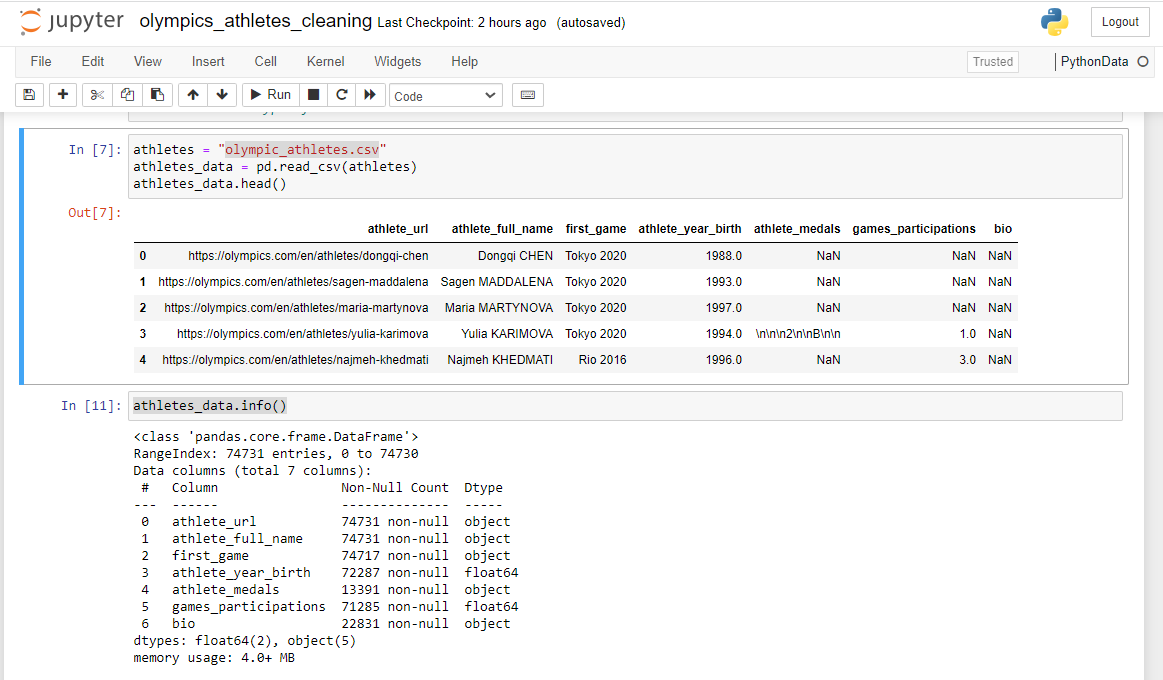 jupyter olympics_athletes_cleaning Last Checkpoint: 2 hours ago (autosaved) Logout
File Edit View Insert Cell Kernel Widgets Help Trusted PythonData
Run Code
In [7]: athletes = "olympic_athletes.csv"
athletes_data = pd.read_csv(athletes)
athletes_data.head()
Out[7]:
athlete_url athlete_full_name first_game athlete_year_birth athlete_medals games_participations bio
0 https://olympics.com/en/athletes/dongqi-chen Dongqi CHEN Tokyo 2020 1988.0 NaN NaN NaN
1 https://olympics.com/en/athletes/sagen-maddalena Sagen MADDALENA Tokyo 2020 1993.0 NaN NaN NaN
2 https://olympics.com/en/athletes/maria-martynova Maria MARTYNOVA Tokyo 2020 1997.0 NaN NaN NaN
3 https://olympics.com/en/athletes/yulia-karimova Yulia KARIMOVA Tokyo 2020 1994.0 \n\n\n2\n\nB\n\n 1.0 NaN
4 https://olympics.com/en/athletes/najmeh-khedmati Najmeh KHEDMATI Rio 2016 1996.0 NaN 3.0 NaN
In [11]: athletes_data.info()
<class 'pandas.core.frame.DataFrame'>
RangeIndex: 74731 entries, 0 to 74730
Data columns (total 7 columns):
# Column Non-Null Count Dtype
--- ------ -------------- -----
0 athlete_url 74731 non-null object
1 athlete_full_name 74731 non-null object
2 first_game 74717 non-null object
3 athlete_year_birth 72287 non-null float64
4 athlete_medals 13391 non-null object
5 games_participations 71285 non-null float64
6 bio 22831 non-null object
dtypes: float64(2), object(5)
memory usage: 4.0+ MB